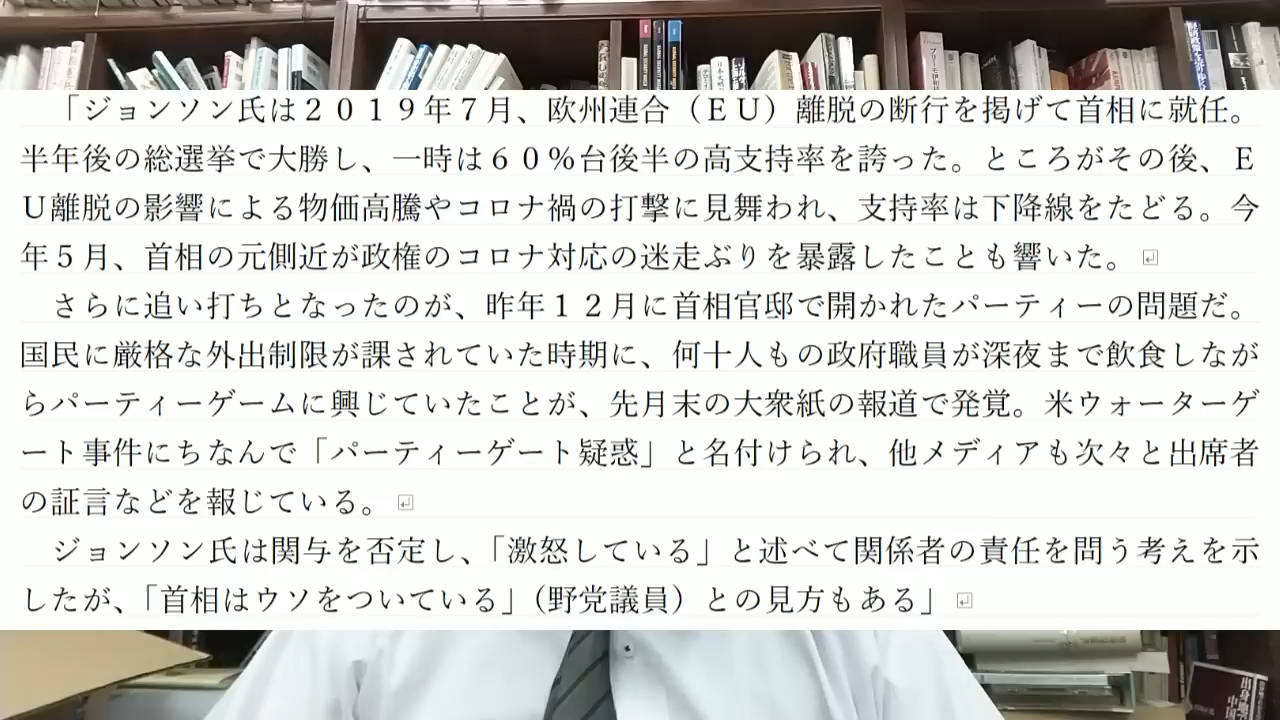 「ジョンソン氏は２０１９年７月、欧州連合（ＥＵ）離脱の断行を掲げて首相に就任。
半年後の総選挙で大勝し、一時は６０％台後半の高支持率を誇った。ところがその後、Ｅ
Ｕ離脱の影響による物価高騰やコロナ禍の打撃に見舞われ、支持率は下降線をたどる。今
年５月、首相の元側近が政権のコロナ対応の迷走ぶりを暴露したことも響いた。
さらに追い打ちとなったのが、昨年１２月に首相官邸で開かれたパーティーの問題だ。
国民に厳格な外出制限が課されていた時期に、何十人もの政府職員が深夜まで飲食しなが
らパーティーゲームに興じていたことが、先月末の大衆紙の報道で発覚。米ウォーターゲ
ート事件にちなんで「パーティーゲート疑惑」と名付けられ、他メディアも次々と出席者
の証言などを報じている。
ジョンソン氏は関与を否定し、「激怒している」と述べて関係者の責任を問う考えを示
したが、「首相はウソをついている」（野党議員）との見方もある」